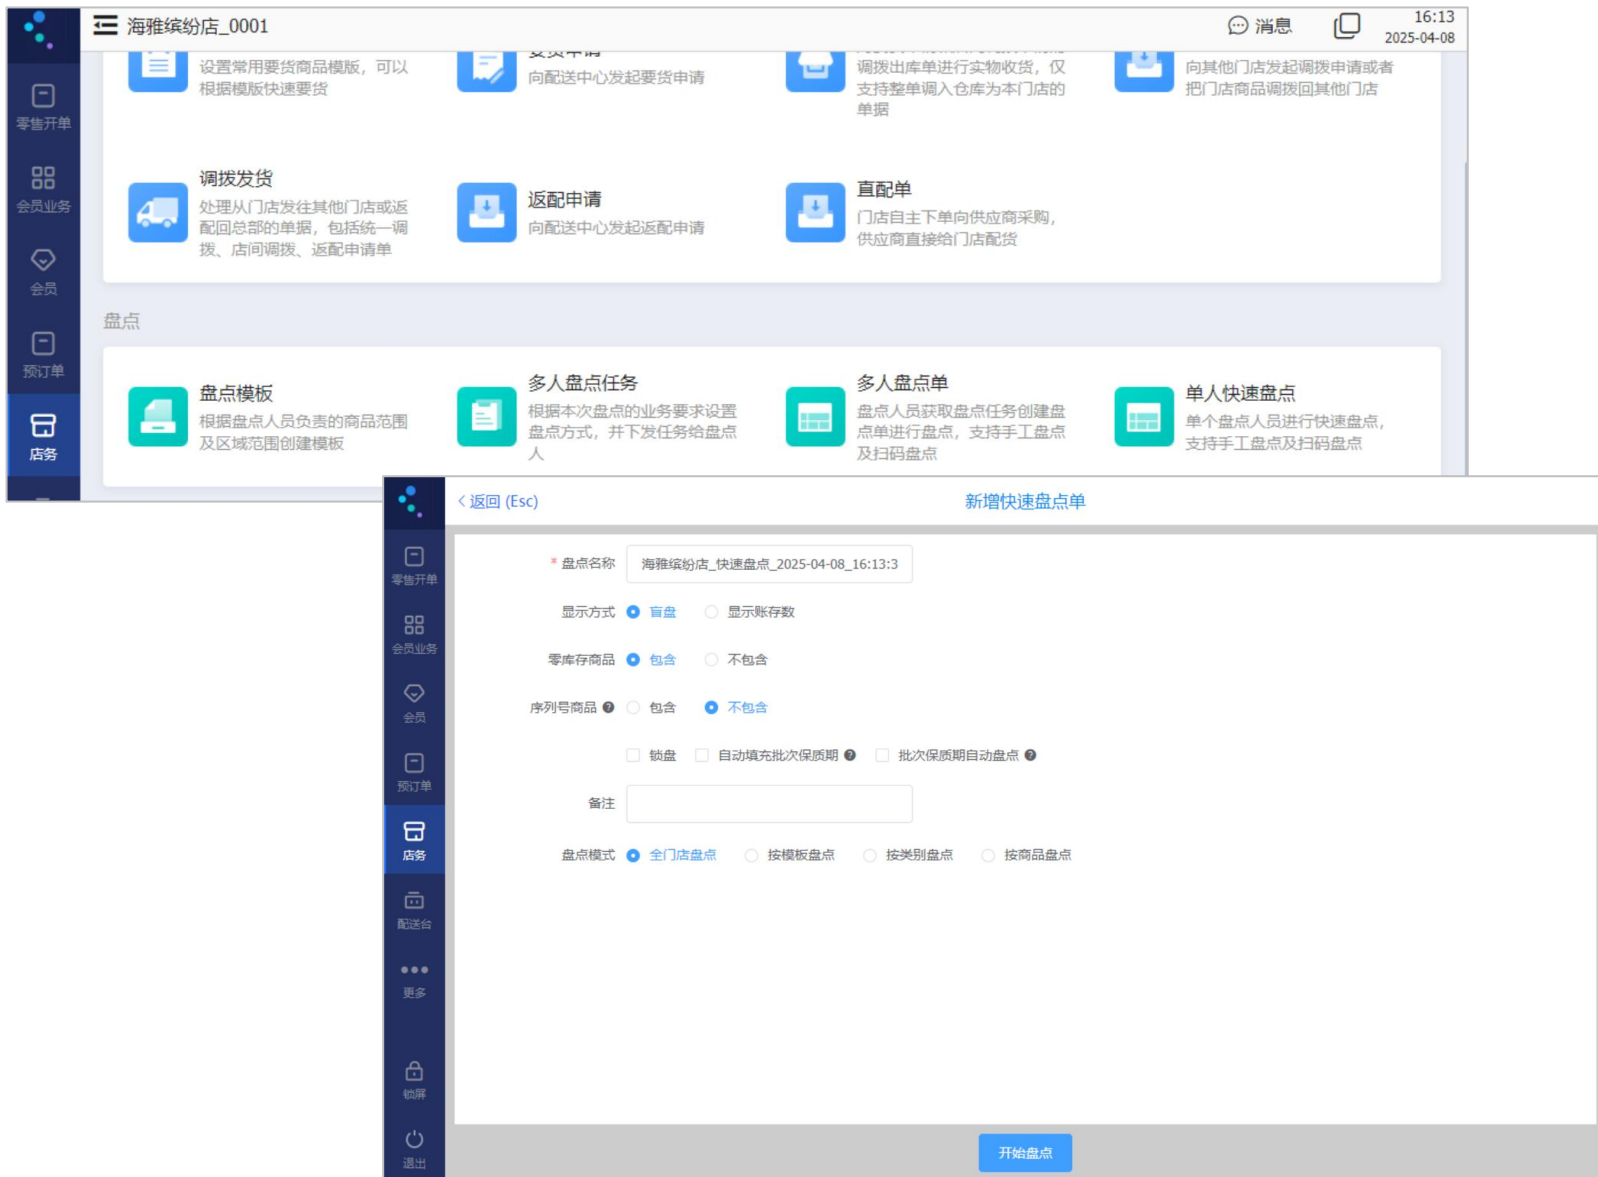 海雅缤纷店_0001
消息
16:13
2025-04-08
零售开单
会员业务
会员
预订单
店务
设置常用要货商品模版，可以
根据模版快速要货
要货申请
向配送中心发起要货申请
调拨出库单进行实物收货，仅
支持整单调入仓库为本门店的
单据
向其他门店发起调拨申请或者
把门店商品调拨回其他门店
调拨发货
处理从门店发往其他门店或返
配回总部的单据，包括统一调
拨、店间调拨、返配申请单
返配申请
向配送中心发起返配申请
直配单
门店自主下单向供应商采购，
供应商直接给门店配货
盘点
盘点模板
根据盘点人员负责的商品范围
及区域范围创建模板
多人盘点任务
根据本次盘点的业务要求设置
盘点方式，并下发任务给盘点
人
多人盘点单
盘点人员获取盘点任务创建盘
点单进行盘点，支持手工盘点
及扫码盘点
单人快速盘点
单个盘点人员进行快速盘点，
支持手工盘点及扫码盘点
零售开单
会员业务
会员
预订单
店务
配送台
更多
锁屏
退出
返回 (Esc)
新增快速盘点单
* 盘点名称 海雅缤纷店_快速盘点_2025-04-08_16:13:3
显示方式 盲盘 显示账存数
零库存商品 包含 不包含
序列号商品 包含 不包含
锁盘 自动填充批次保质期 批次保质期自动盘点
备注
盘点模式 全门店盘点 按模板盘点 按类别盘点 按商品盘点
开始盘点